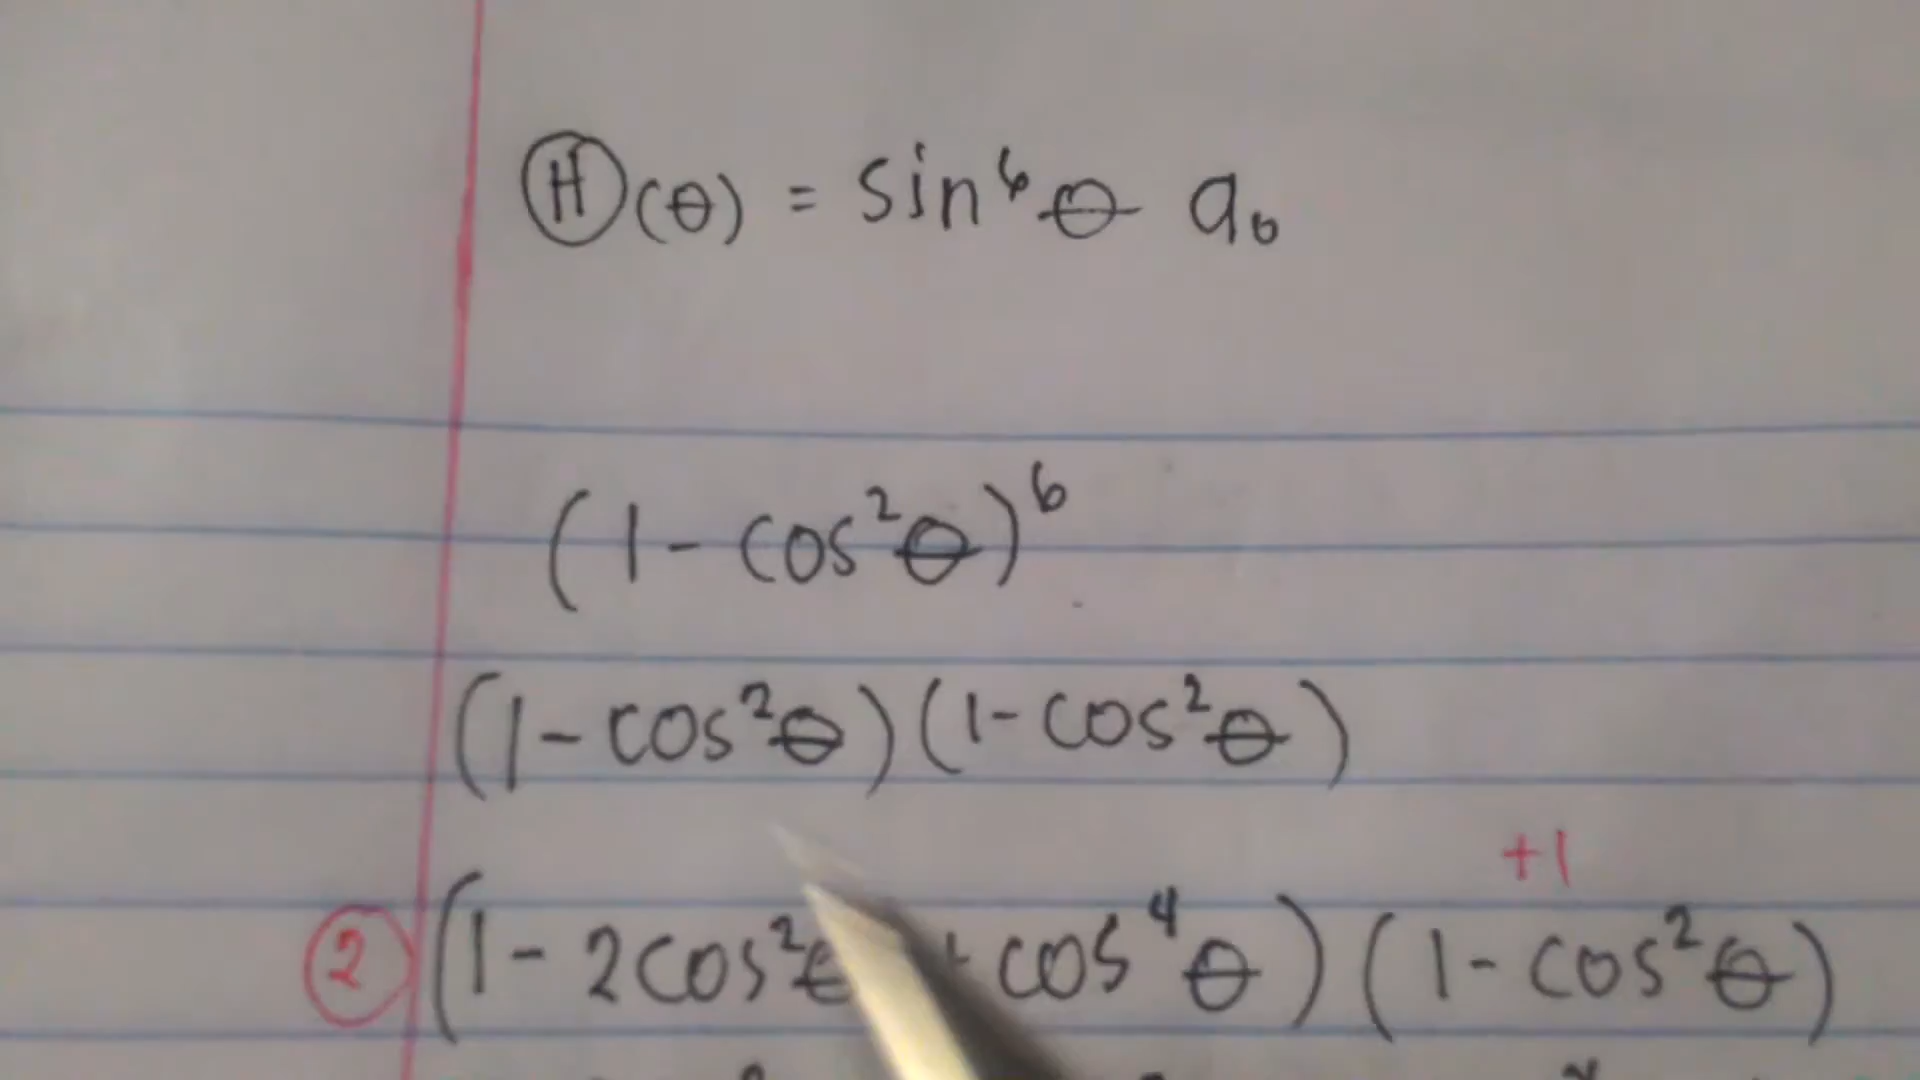 Ⓗ(θ) = sin⁶θ a₀
(1 - cos²θ)⁶
(1 - cos²θ)(1 - cos²θ)
+1
② (1 - 2cos²θ + cos⁴θ)(1 - cos²θ)